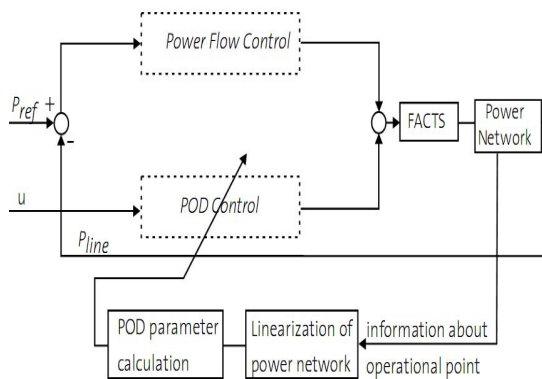 Power Flow Control
P_ref +
-
FACTS
Power
Network
u
POD Control
P_line
POD parameter
calculation
Linearization of
power network
information about
operational point